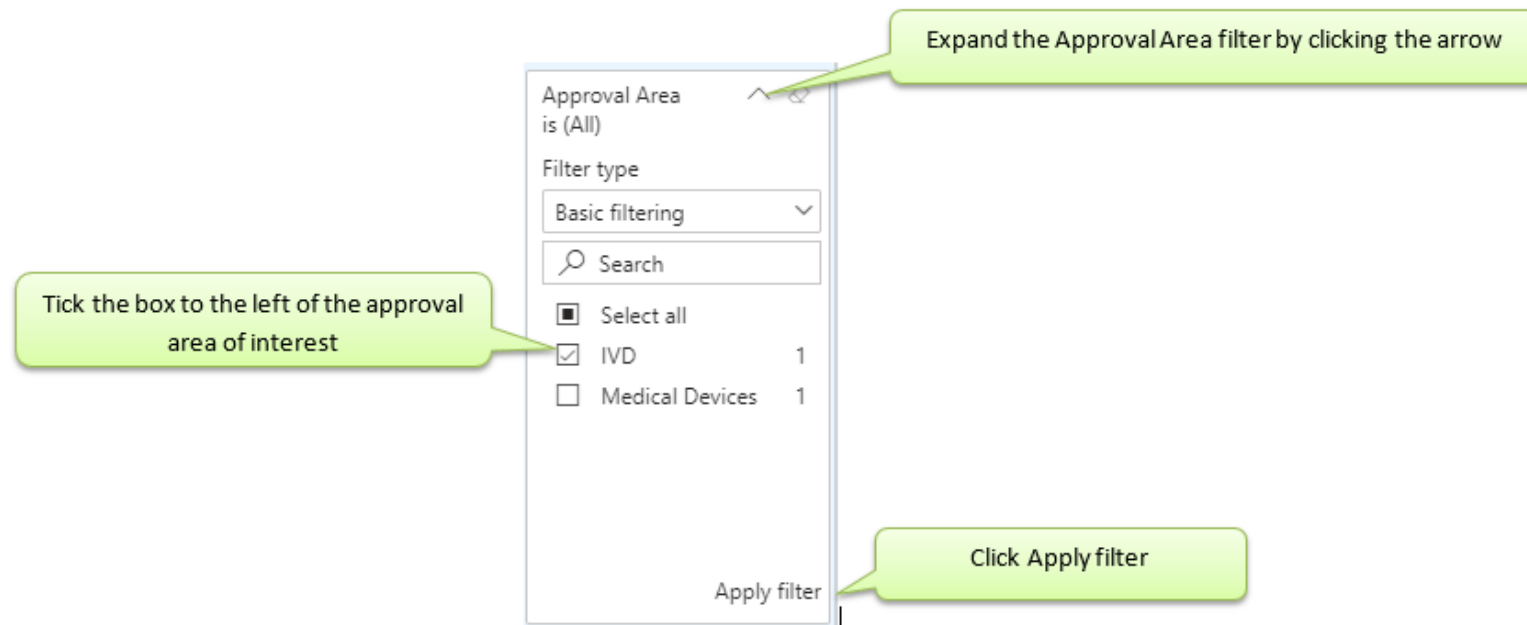 Expand the Approval Area filter by clicking the arrow
Approval Area
is (All)
Filter type
Basic filtering
Search
Tick the box to the left of the approval
area of interest
Select all
IVD 1
Medical Devices 1
Click Apply filter
Apply filter